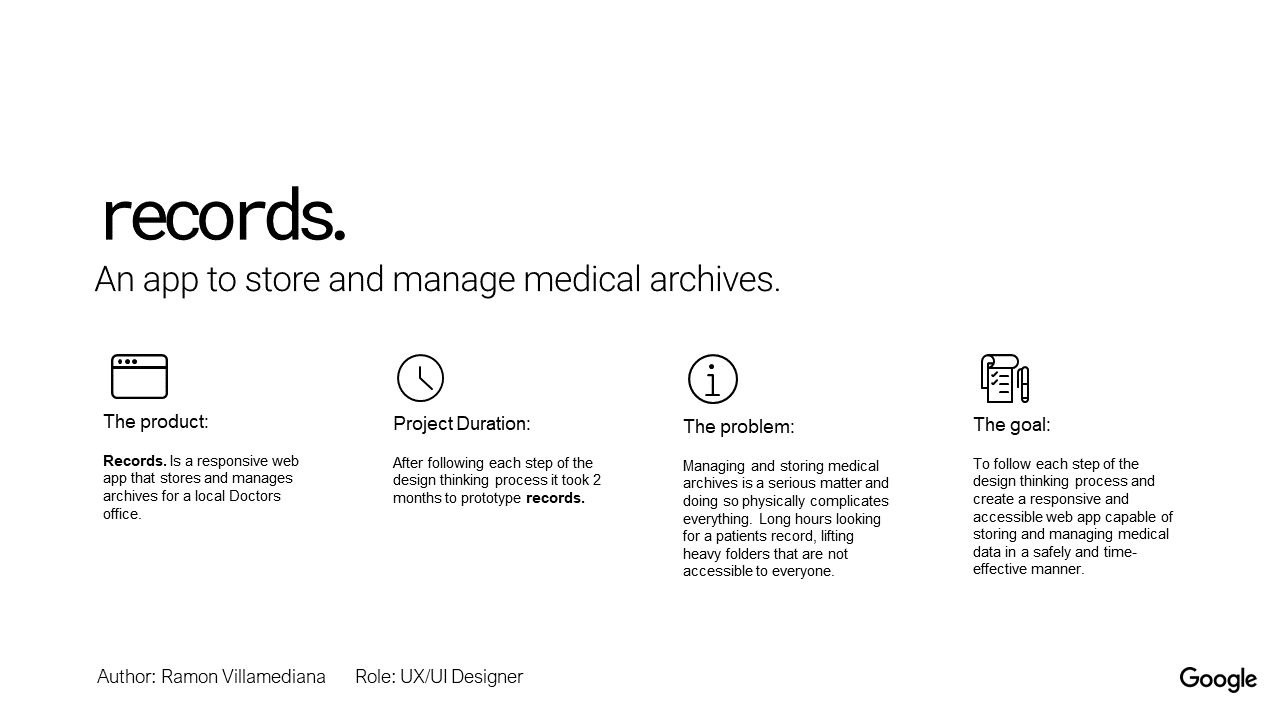 records.
An app to store and manage medical archives.
The product:
Records. Is a responsive web
app that stores and manages
archives for a local Doctors
office.
Project Duration:
After following each step of the
design thinking process it took 2
months to prototype records.
The problem:
Managing and storing medical
archives is a serious matter and
doing so physically complicates
everything. Long hours looking
for a patients record, lifting
heavy folders that are not
accessible to everyone.
The goal:
To follow each step of the
design thinking process and
create a responsive and
accessible web app capable of
storing and managing medical
data in a safely and time-
effective manner.
Author: Ramon Villamediana Role: UX/UI Designer
Google